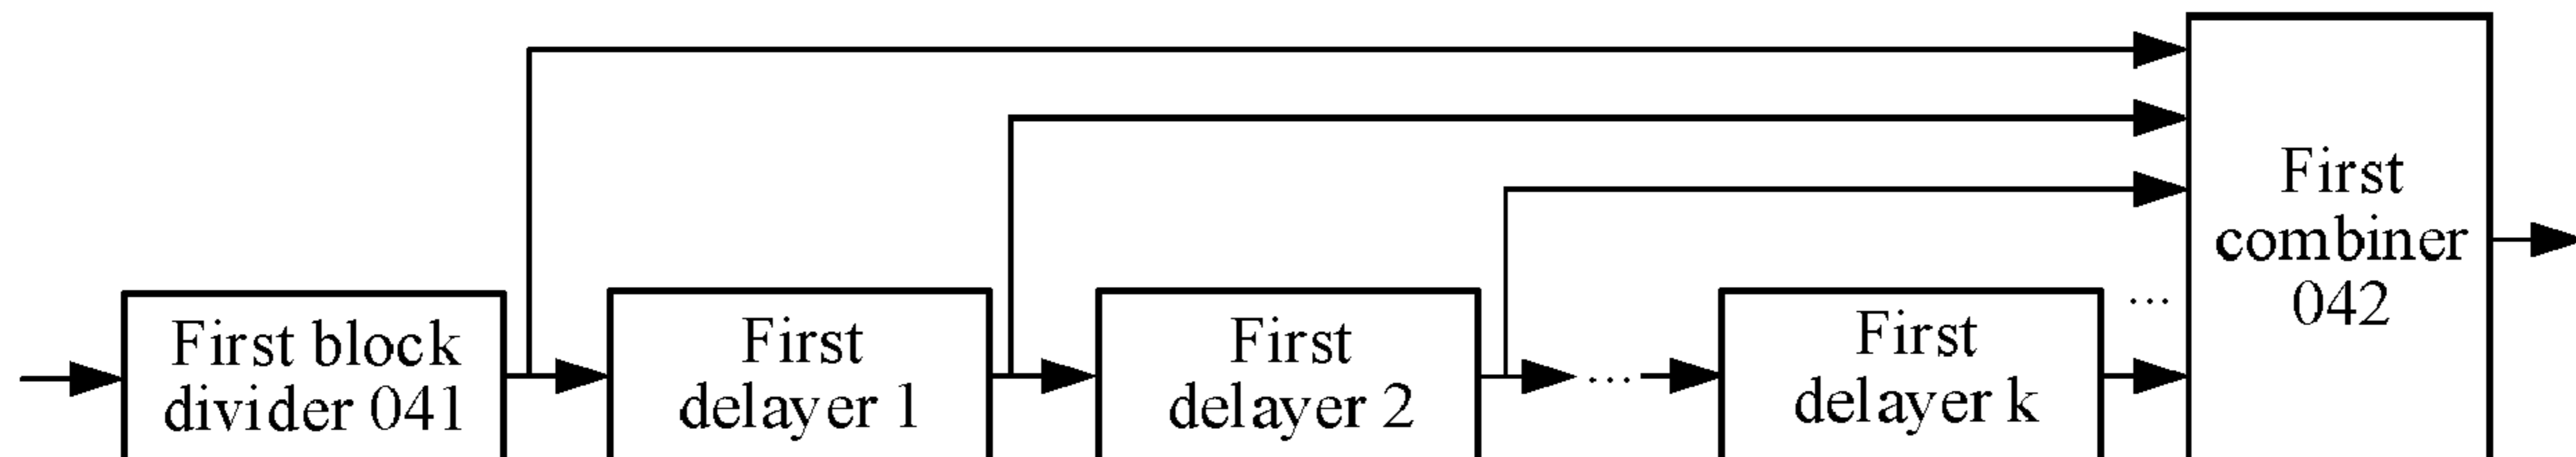 First block
divider 041
First
delayer 1
First
delayer 2
...
First
delayer k
...
First
combiner
042